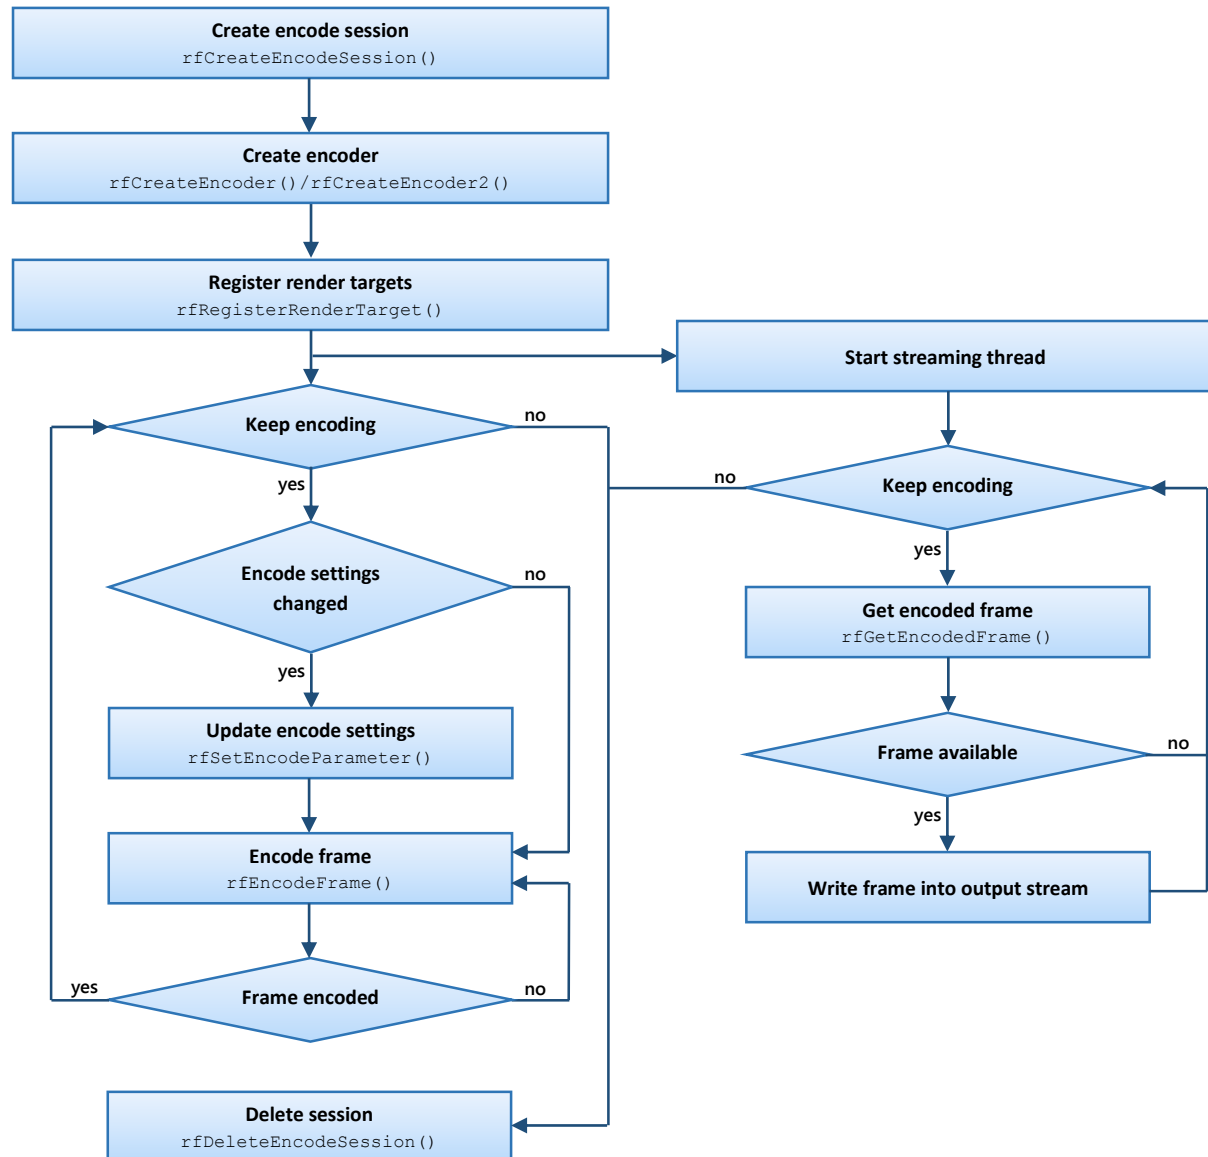 Create encode session
rfCreateEncodeSession()
Create encoder
rfCreateEncoder()/rfCreateEncoder2()
Register render targets
rfRegisterRenderTarget()
Start streaming thread
Keep encoding
no
yes
Encode settings
changed
no
yes
Update encode settings
rfSetEncodeParameter()
Encode frame
rfEncodeFrame()
Frame encoded
yes
no
Delete session
rfDeleteEncodeSession()
Keep encoding
no
yes
Get encoded frame
rfGetEncodedFrame()
Frame available
no
yes
Write frame into output stream